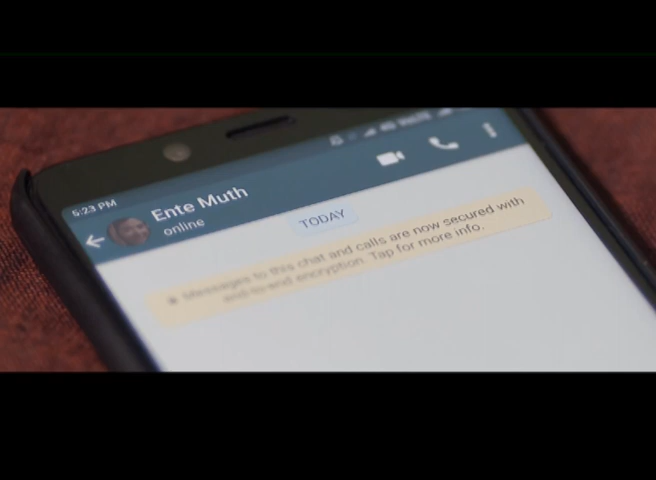 5:23 PM
Ente Muth
online
TODAY
Messages to this chat and calls are now secured with
end-to-end encryption. Tap for more info.